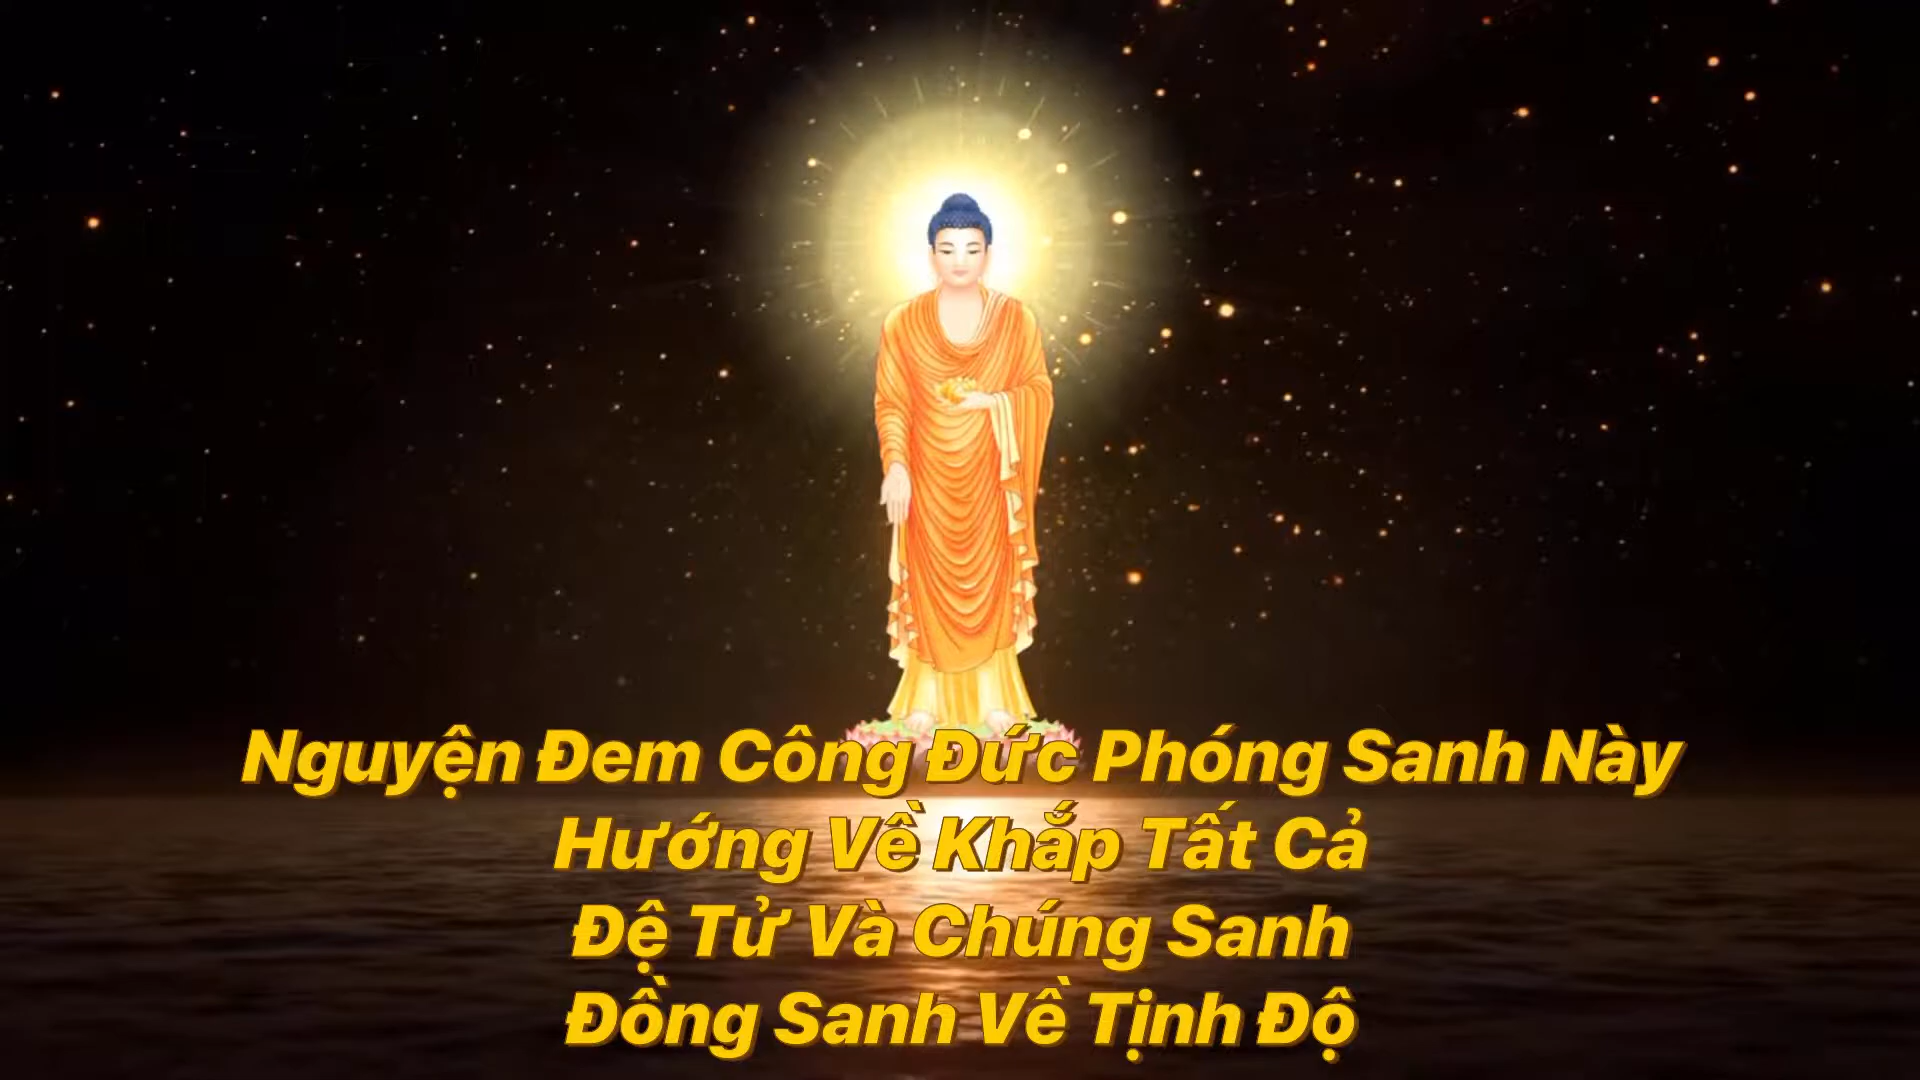 Nguyện Đem Công Đức Phóng Sanh Này
Hướng Về Khắp Tất Cả
Đệ Tử Và Chúng Sanh
Đồng Sanh Về Tịnh Độ